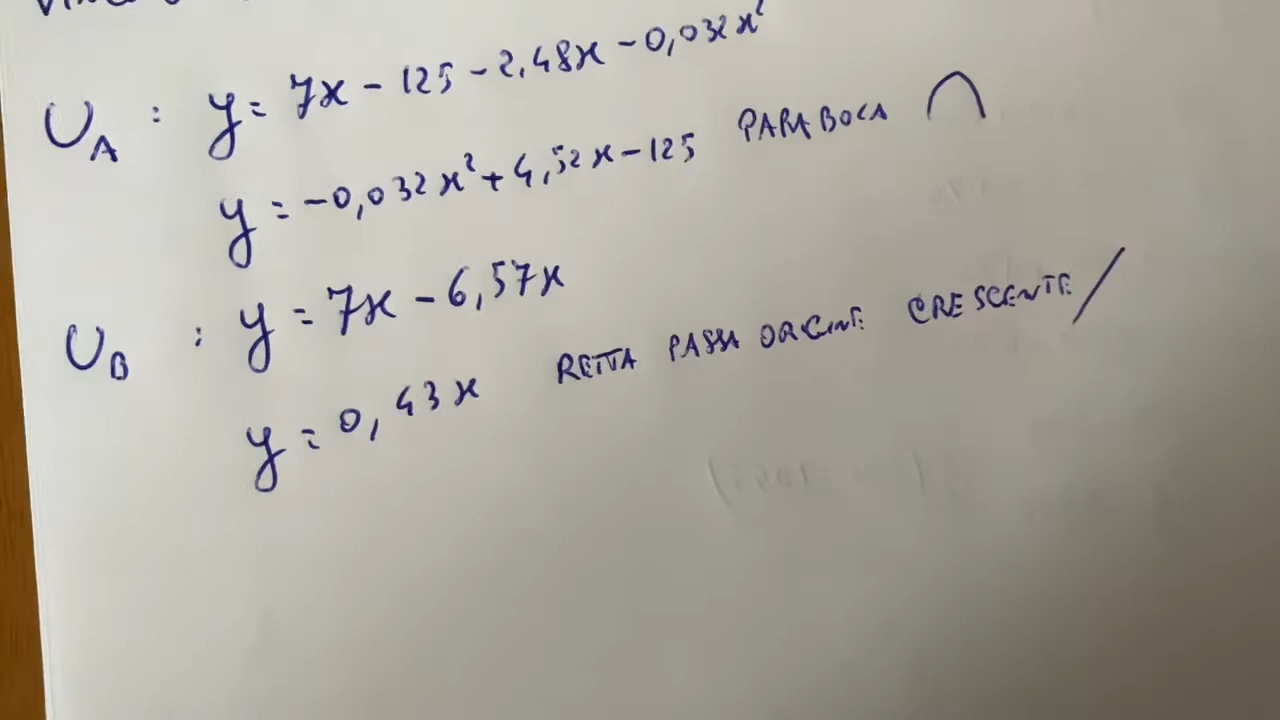 U_A : y = 7x - 125 - 2,48x - 0,032x²
y = -0,032x² + 4,52x - 125 PARABOLA ∩
U_B : y = 7x - 6,57x
y = 0,43x RETTA PASSA ORIGINE CRESCENTE /